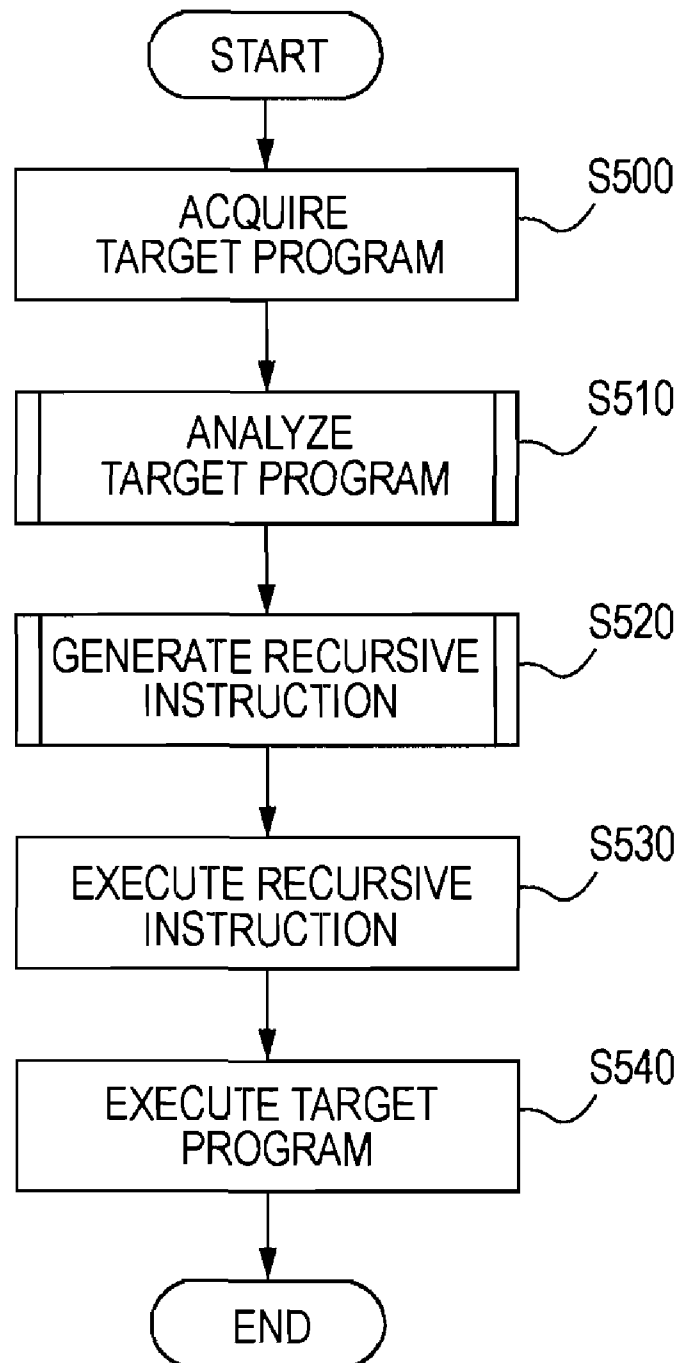 START
S500
ACQUIRE
TARGET PROGRAM
S510
ANALYZE
TARGET PROGRAM
S520
GENERATE RECURSIVE
INSTRUCTION
S530
EXECUTE RECURSIVE
INSTRUCTION
S540
EXECUTE TARGET
PROGRAM
END